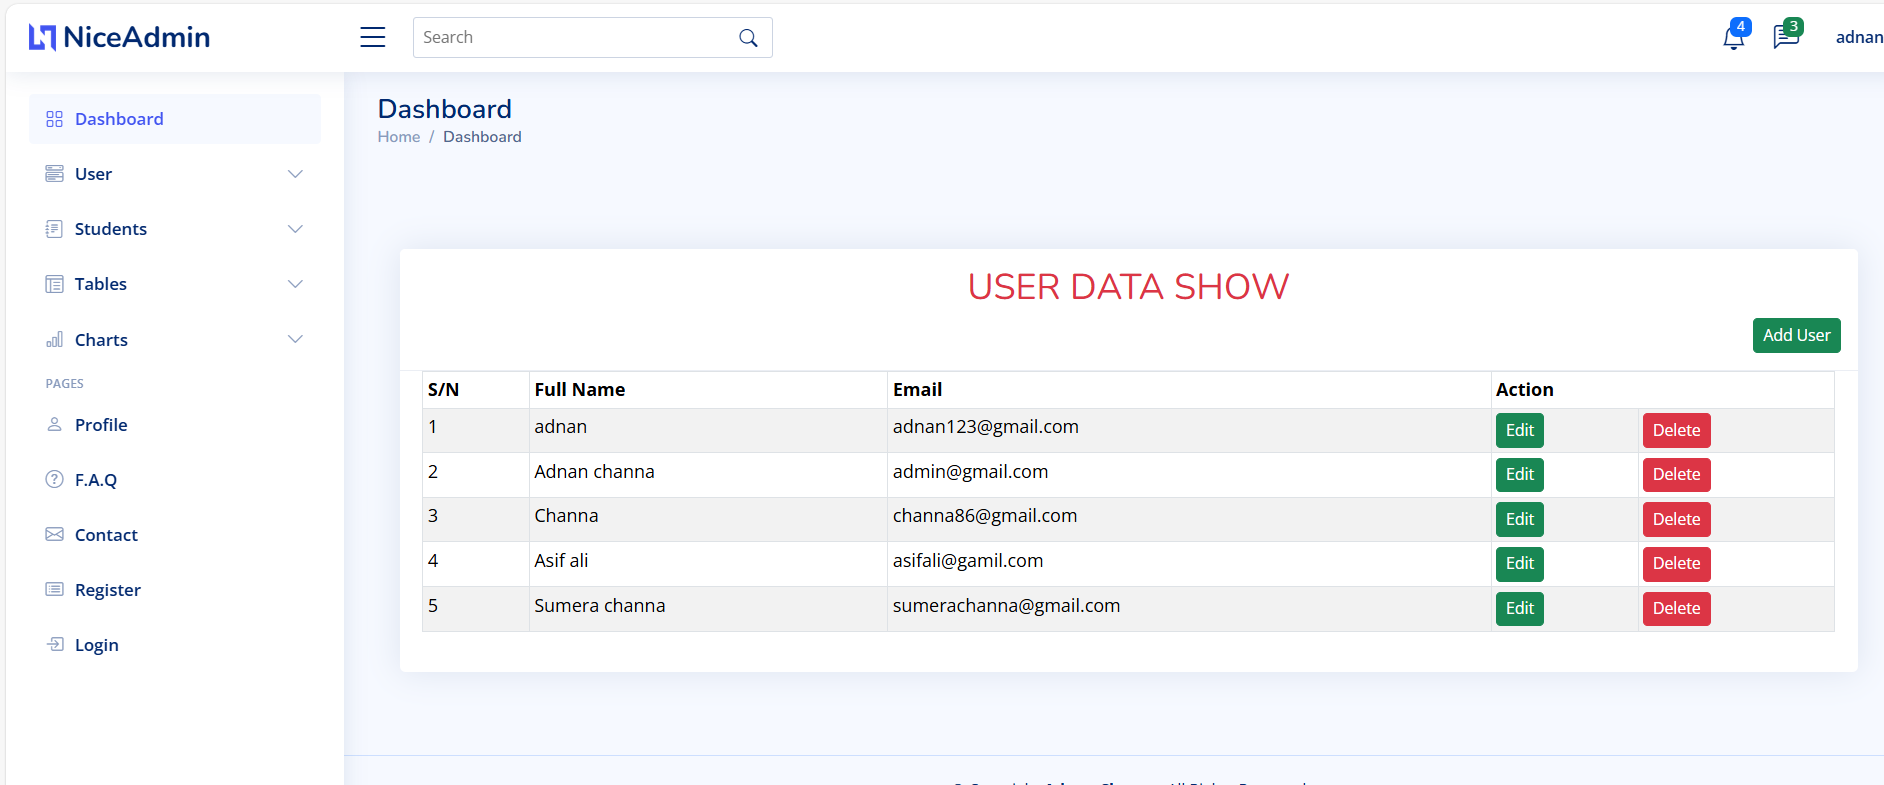 NiceAdmin
Search
4
3
adnan
Dashboard
User
Students
Tables
Charts
PAGES
Profile
F.A.Q
Contact
Register
Login
Dashboard
Home / Dashboard
USER DATA SHOW
Add User
S/N Full Name Email Action
1 adnan adnan123@gmail.com Edit Delete
2 Adnan channa admin@gmail.com Edit Delete
3 Channa channa86@gmail.com Edit Delete
4 Asif ali asifali@gamil.com Edit Delete
5 Sumera channa sumerachanna@gmail.com Edit Delete